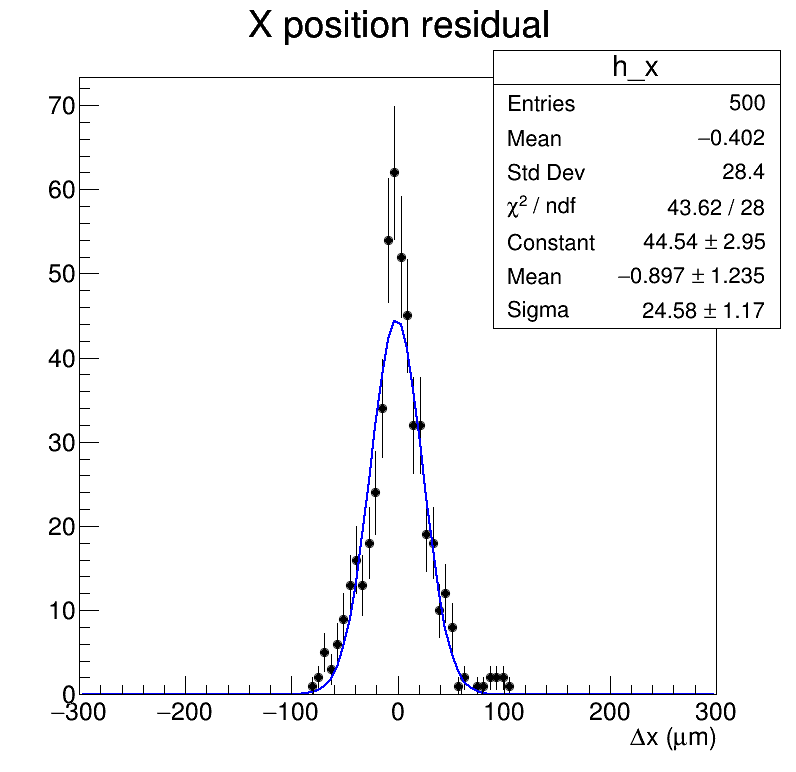 X position residual
h_x
Entries 500
Mean −0.402
Std Dev 28.4
χ² / ndf 43.62 / 28
Constant 44.54 ± 2.95
Mean −0.897 ± 1.235
Sigma 24.58 ± 1.17
70
60
50
40
30
20
10
0
−300 −200 −100 0 100 200 300
Δx (μm)